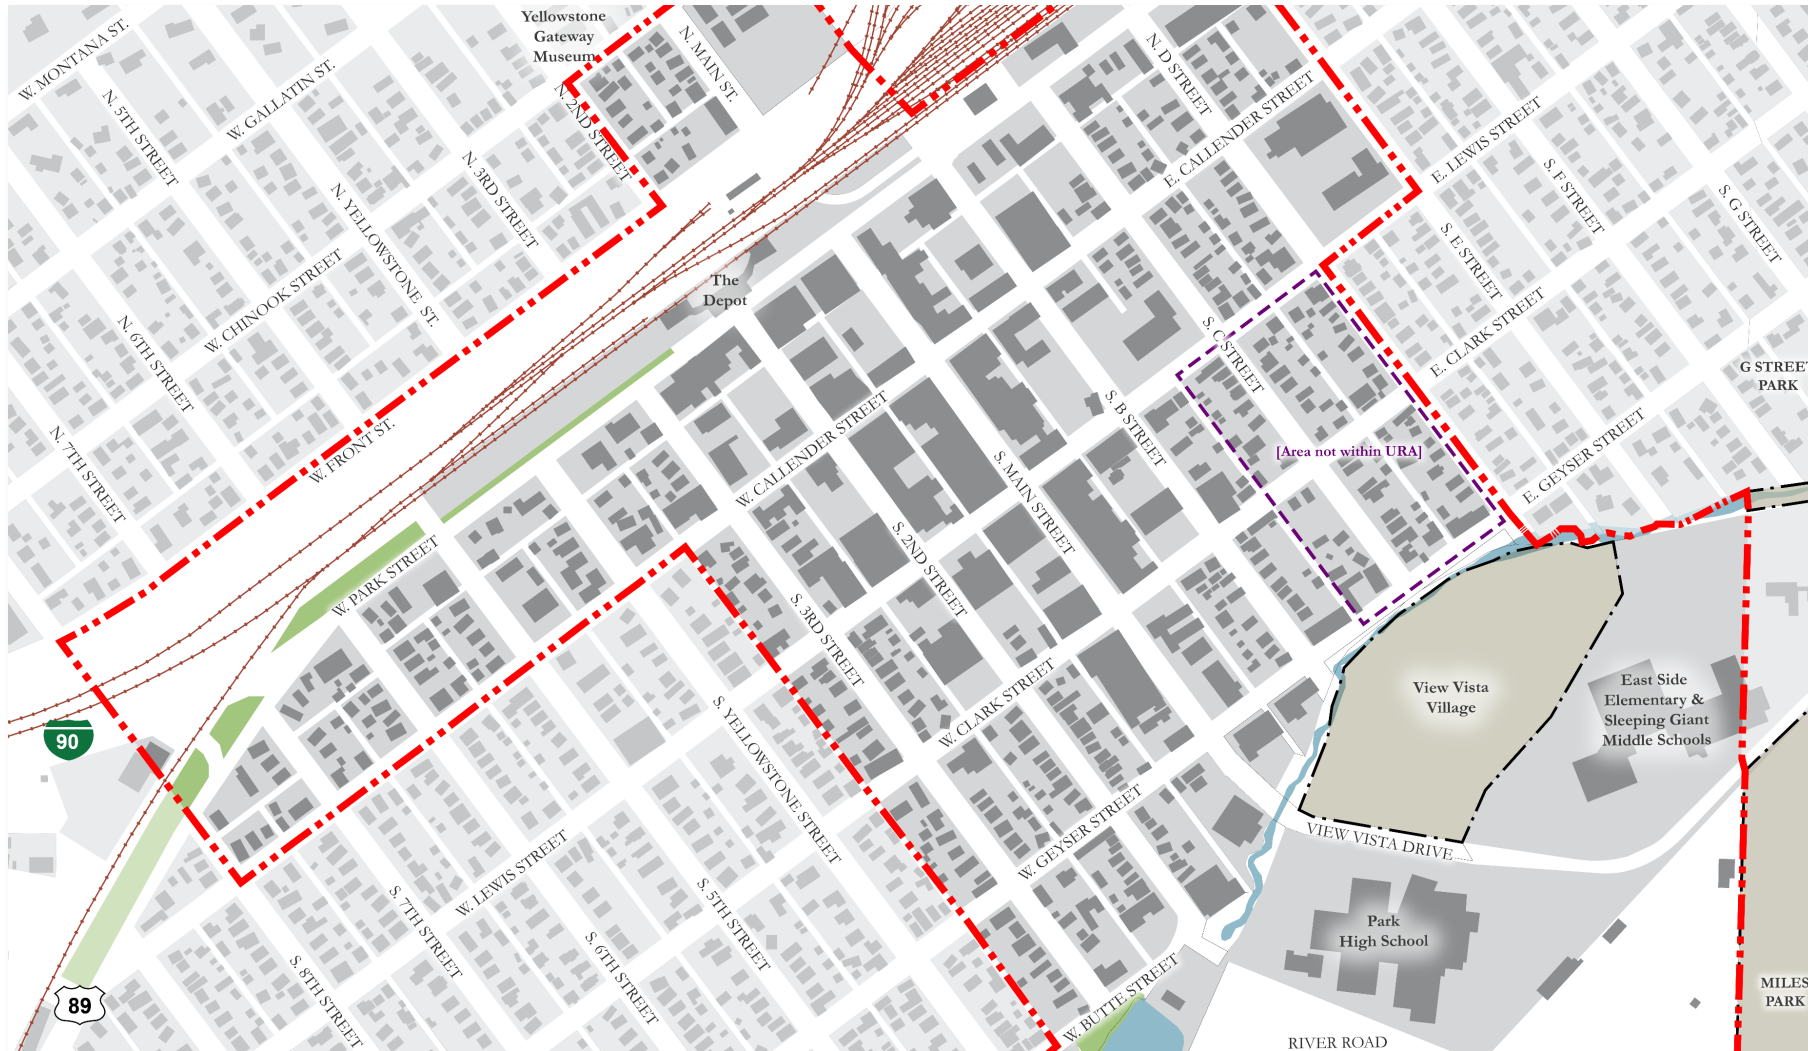 Yellowstone
Gateway
Museum
W. MONTANA ST.
N. MAIN ST.
N. D STREET
W. GALLATIN ST.
N. 5TH STREET
N. 2ND STREET
E. CALLENDER STREET
E. LEWIS STREET
N. 3RD STREET
N. YELLOWSTONE ST.
S. F STREET
S. G STREET
W. CHINOOK STREET
S. E STREET
The
Depot
N. 6TH STREET
S. C STREET
E. CLARK STREET
G STREET
PARK
W. FRONT ST.
W. CALLENDER STREET
S. B STREET
N. 7TH STREET
S. MAIN STREET
[Area not within URA]
E. GEYSER STREET
W. PARK STREET
S. 2ND STREET
S. 3RD STREET
View Vista
Village
East Side
Elementary &
Sleeping Giant
Middle Schools
W. CLARK STREET
S. YELLOWSTONE STREET
90
W. GEYSER STREET
VIEW VISTA DRIVE
W. LEWIS STREET
S. 7TH STREET
S. 5TH STREET
Park
High School
S. 6TH STREET
S. 8TH STREET
W. BUTTE STREET
89
MILES
PARK
RIVER ROAD